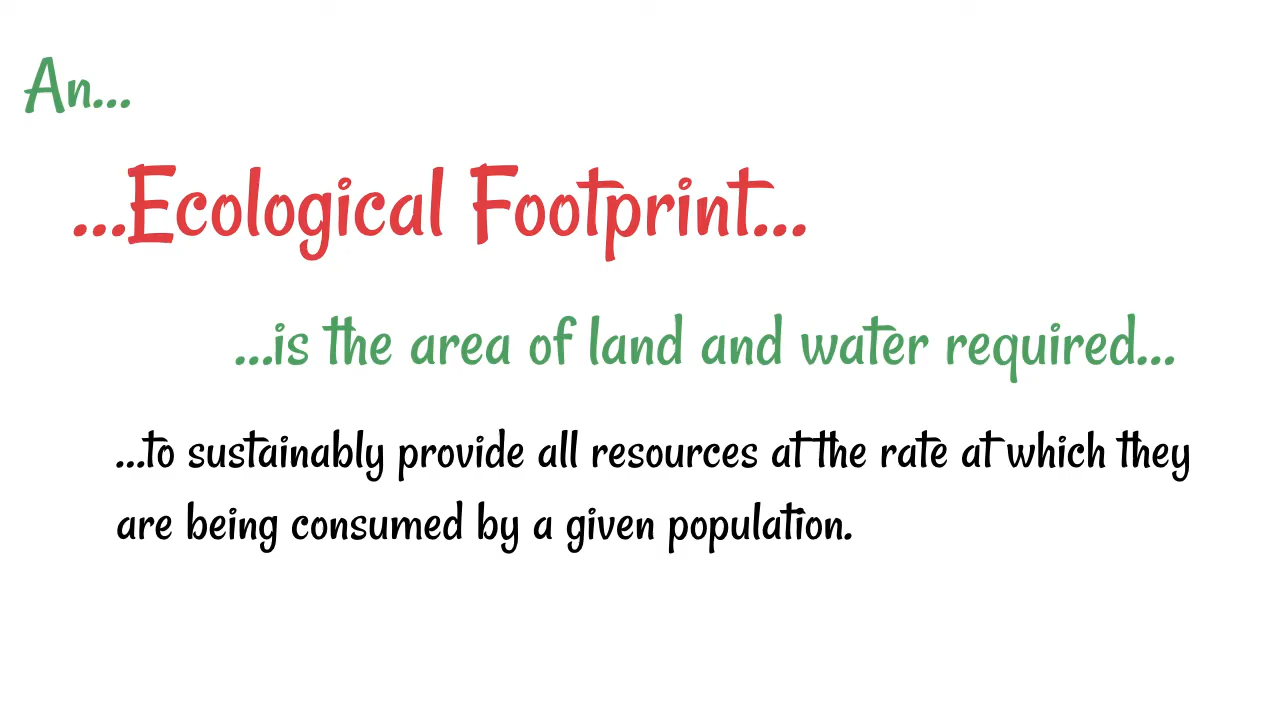 An...
...Ecological Footprint...
...is the area of land and water required...
...to sustainably provide all resources at the rate at which they
are being consumed by a given population.